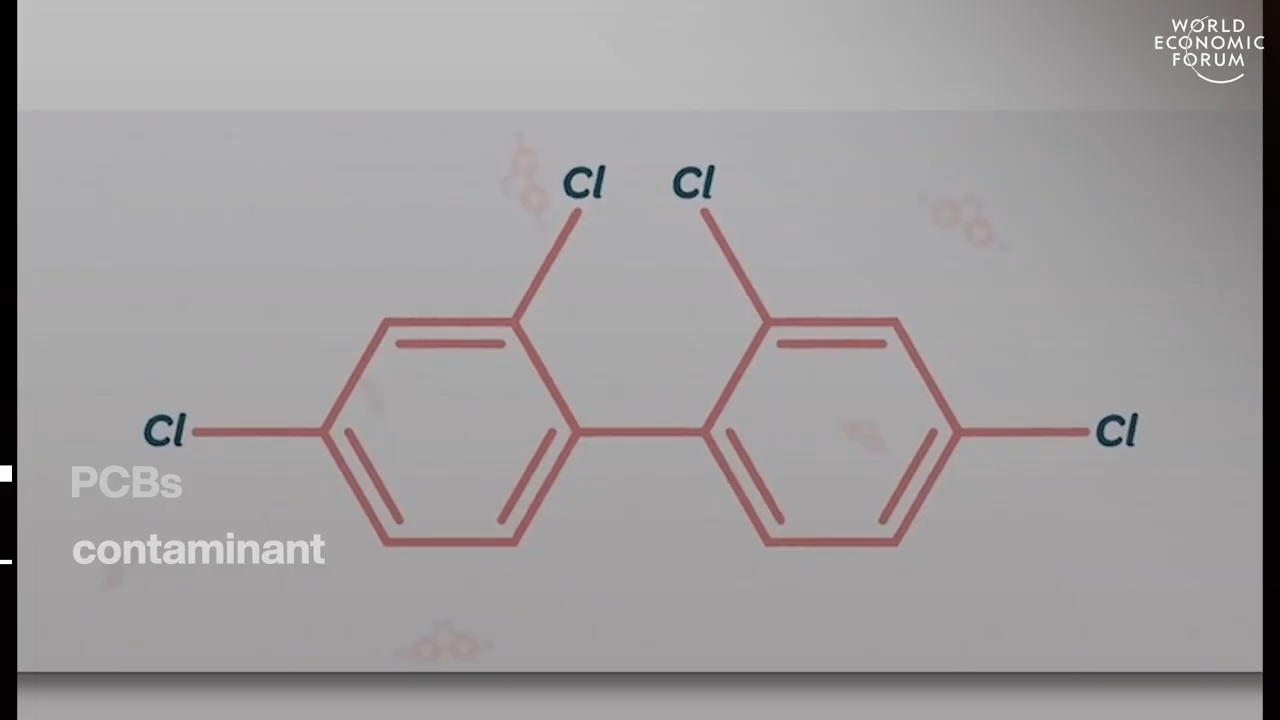 WORLD
ECONOMIC
FORUM
Cl Cl
Cl Cl
PCBs
contaminant